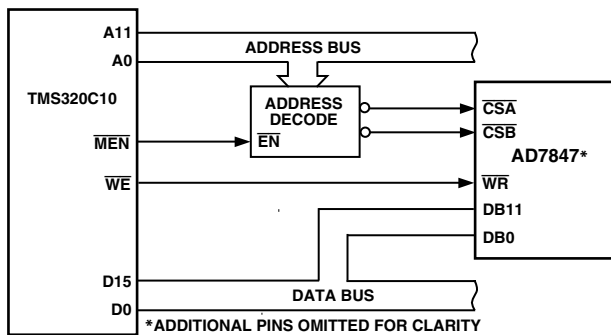 A11
ADDRESS BUS
A0
TMS320C10
ADDRESS
DECODE
CSA
CSB
MEN
EN
AD7847*
WE
WR
DB11
DB0
D15
DATA BUS
D0
*ADDITIONAL PINS OMITTED FOR CLARITY